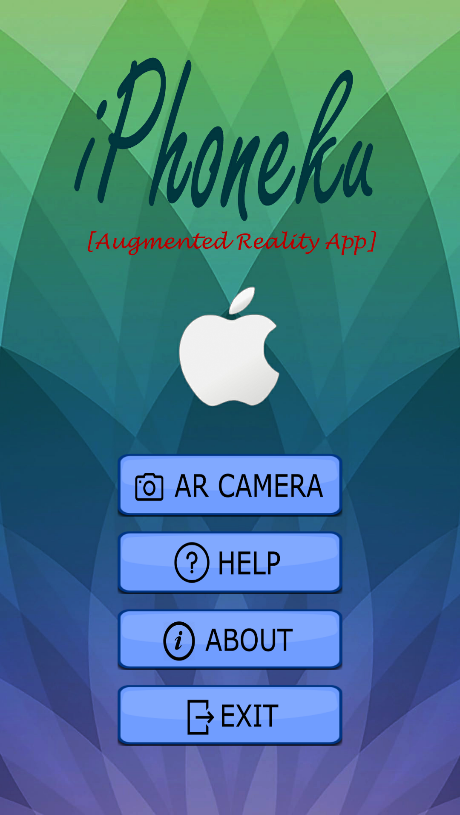 iPhoneku
[Augmented Reality App]
AR CAMERA
HELP
ABOUT
EXIT